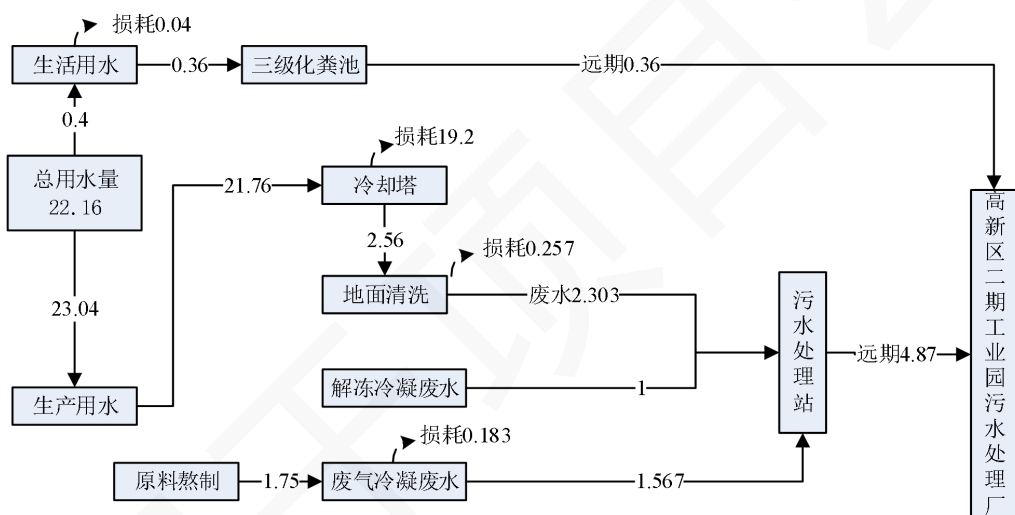 损耗0.04
生活用水
0.36
三级化粪池
远期0.36
0.4
总用水量
22.16
损耗19.2
21.76
冷却塔
2.56
损耗0.257
地面清洗
废水2.303
23.04
生产用水
解冻冷凝废水
1
污水处理站
远期4.87
高新区二期工业园污水处理厂
损耗0.183
原料熬制
1.75
废气冷凝废水
1.567